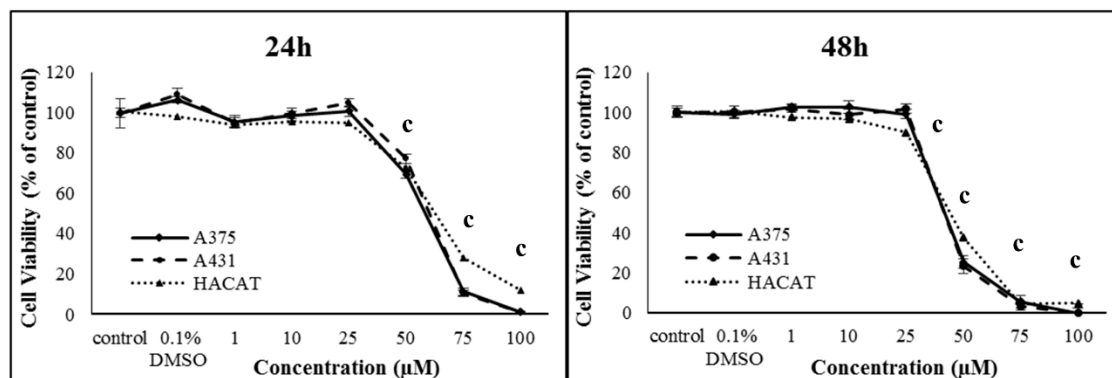 24h
Cell Viability (% of control)
120
100
80
60
40
20
0
c
c
c
A375
A431
HACAT
control 0.1% 1 10 25 50 75 100
DMSO
Concentration (µM)
48h
Cell Viability (% of control)
120
100
80
60
40
20
0
c
c
c
c
A375
A431
HACAT
control 0.1% 1 10 25 50 75 100
DMSO
Concentration (µM)